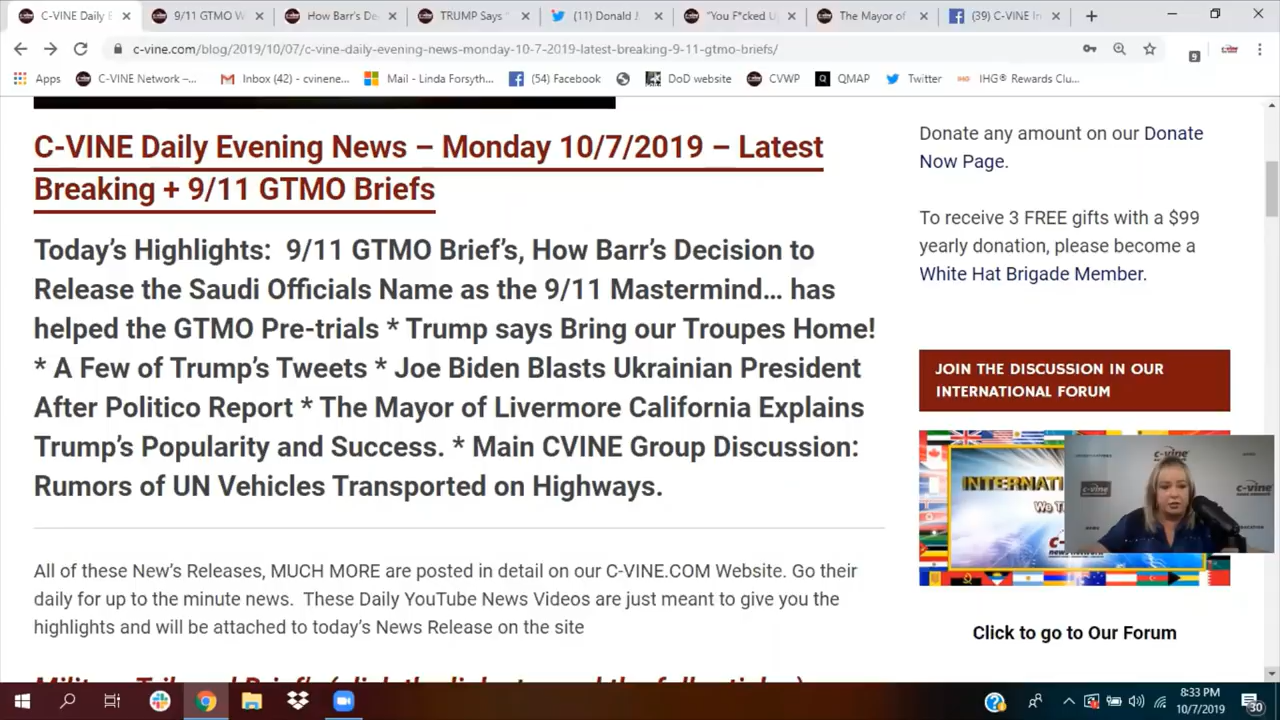 C-VINE Daily E
9/11 GTMO W
How Barr's De
TRUMP Says "
(11) Donald J
"You F*cked U
The Mayor of
(39) C-VINE In
c-vine.com/blog/2019/10/07/c-vine-daily-evening-news-monday-10-7-2019-latest-breaking-9-11-gtmo-briefs/
9
Apps
C-VINE Network –...
Inbox (42) - cvinene...
Mail - Linda Forsyth...
(54) Facebook
DoD website
CVWP
QMAP
Twitter
IHG® Rewards Clu...
C-VINE Daily Evening News – Monday 10/7/2019 – Latest
Breaking + 9/11 GTMO Briefs
Today's Highlights: 9/11 GTMO Brief's, How Barr's Decision to
Release the Saudi Officials Name as the 9/11 Mastermind... has
helped the GTMO Pre-trials * Trump says Bring our Troupes Home!
* A Few of Trump's Tweets * Joe Biden Blasts Ukrainian President
After Politico Report * The Mayor of Livermore California Explains
Trump's Popularity and Success. * Main CVINE Group Discussion:
Rumors of UN Vehicles Transported on Highways.
All of these New's Releases, MUCH MORE are posted in detail on our C-VINE.COM Website. Go their
daily for up to the minute news. These Daily YouTube News Videos are just meant to give you the
highlights and will be attached to today's News Release on the site
Donate any amount on our Donate
Now Page.
To receive 3 FREE gifts with a $99
yearly donation, please become a
White Hat Brigade Member.
JOIN THE DISCUSSION IN OUR
INTERNATIONAL FORUM
INTERNATI
We T
c-vine
c-vine
c-vine
Click to go to Our Forum
8:33 PM
10/7/2019
30